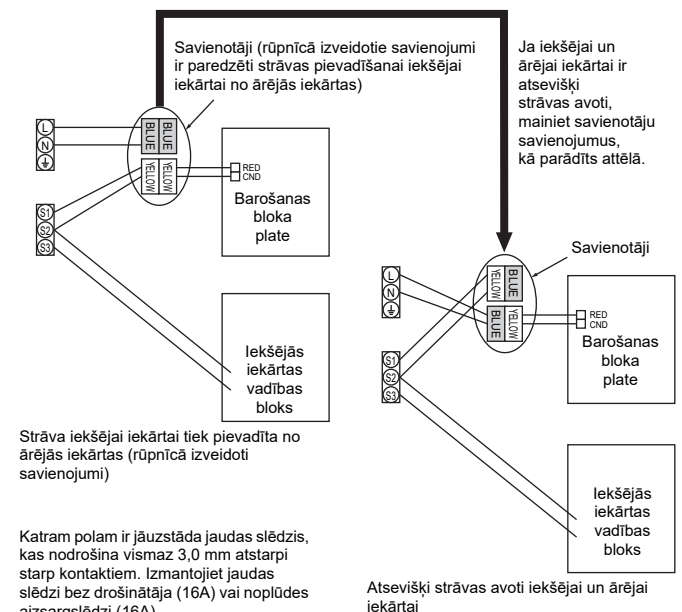 Savienotāji (rūpnīcā izveidotie savienojumi
ir paredzēti strāvas pievadīšanai iekšējai
iekārtai no ārējās iekārtas)
Ja iekšējai un
ārējai iekārtai ir
atsevišķi
strāvas avoti,
mainiet savienotāju
savienojumus,
kā parādīts attēlā.
L
N
BLUE
BLUE
YELLOW
YELLOW
RED
CND
Barošanas
bloka
plate
S1
S2
S3
Iekšējās
iekārtas
vadības
bloks
Strāva iekšējai iekārtai tiek pievadīta no
ārējās iekārtas (rūpnīcā izveidoti
savienojumi)
Savienotāji
L
N
YELLOW
BLUE
BLUE
YELLOW
RED
CND
Barošanas
bloka
plate
S1
S2
S3
Iekšējās
iekārtas
vadības
bloks
Katram polam ir jāuzstāda jaudas slēdzis,
kas nodrošina vismaz 3,0 mm atstarpi
starp kontaktiem. Izmantojiet jaudas
slēdzi bez drošinātāja (16A) vai noplūdes
aizsargslēdzi (16A)
Atsevišķi strāvas avoti iekšējai un ārējai
iekārtai